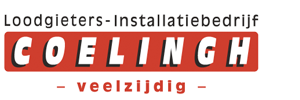 Loodgieters-Installatiebedrijf
COELINGH
- veelzijdig -